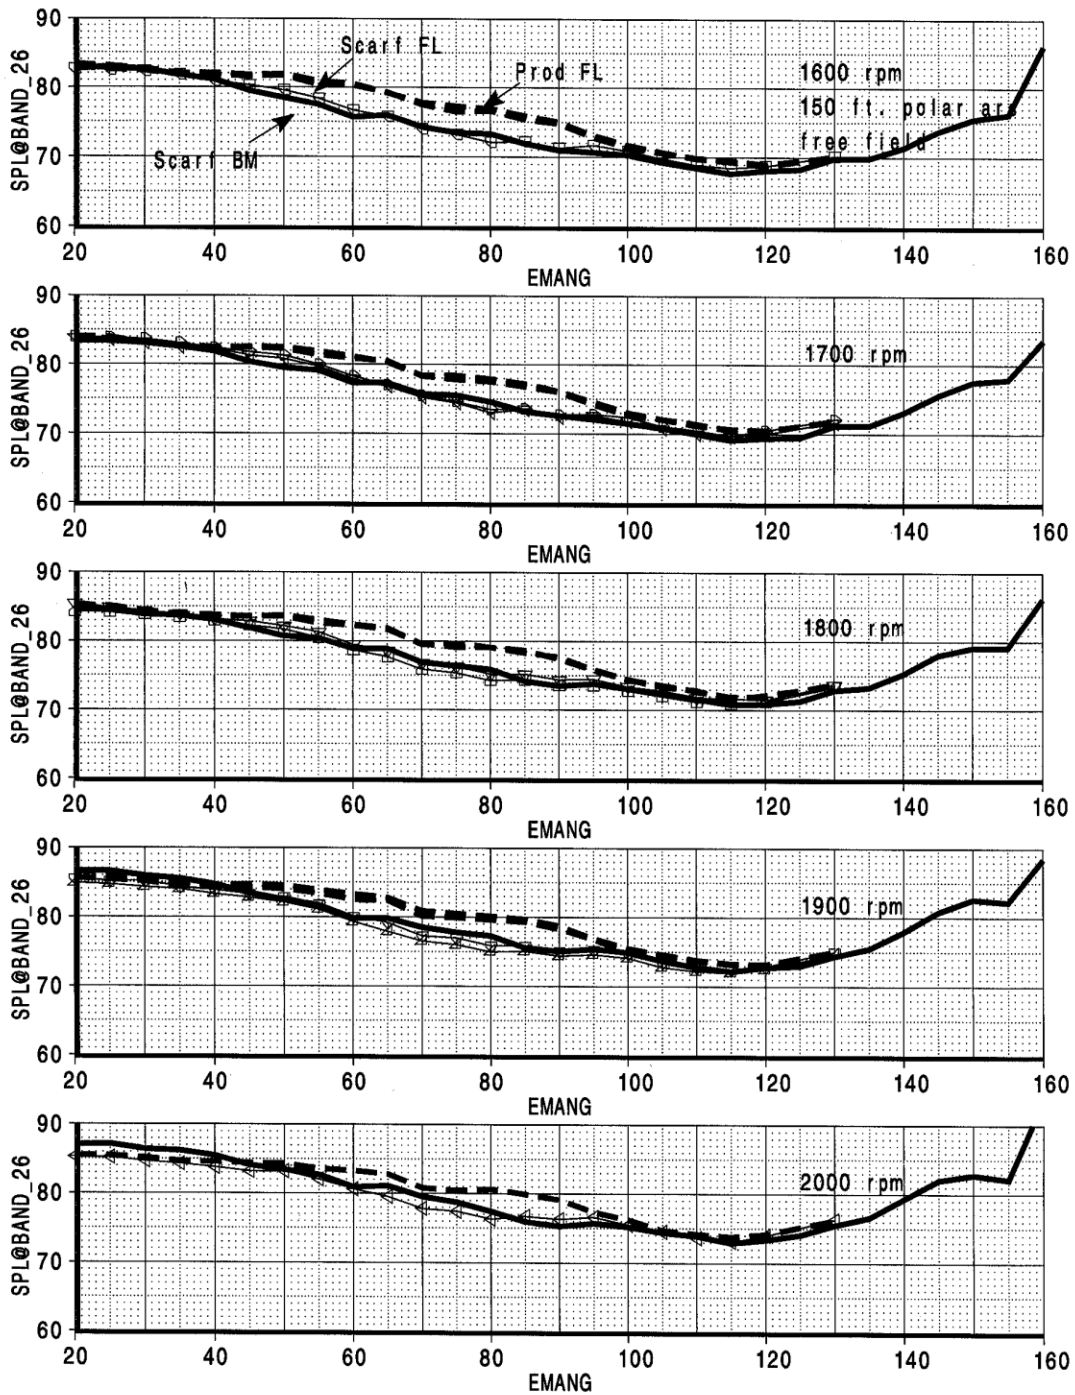 90
80
70
60
SPL@BAND_26
Scarf FL
Prod FL
Scarf BM
1600 rpm
150 ft. polar arc
free field
20 40 60 80 100 120 140 160
EMANG
90
80
70
60
SPL@BAND_26
1700 rpm
20 40 60 80 100 120 140 160
EMANG
90
80
70
60
SPL@BAND_26
1800 rpm
20 40 60 80 100 120 140 160
EMANG
90
80
70
60
SPL@BAND_26
1900 rpm
20 40 60 80 100 120 140 160
EMANG
90
80
70
60
SPL@BAND_26
2000 rpm
20 40 60 80 100 120 140 160
EMANG